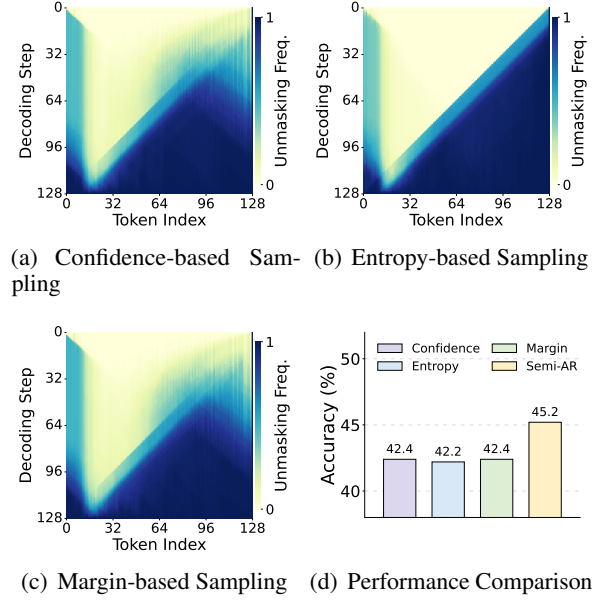 0
32
64
96
128
Decoding Step
0
32
64
96
128
Token Index
1
0
Unmasking Freq.
(a) Confidence-based Sam-
pling
0
32
64
96
128
Decoding Step
0
32
64
96
128
Token Index
1
0
Unmasking Freq.
(b) Entropy-based Sampling
0
32
64
96
128
Decoding Step
0
32
64
96
128
Token Index
1
0
Unmasking Freq.
(c) Margin-based Sampling
Confidence
Entropy
Margin
Semi-AR
50
45
40
Accuracy (%)
42.4
42.2
42.4
45.2
(d) Performance Comparison